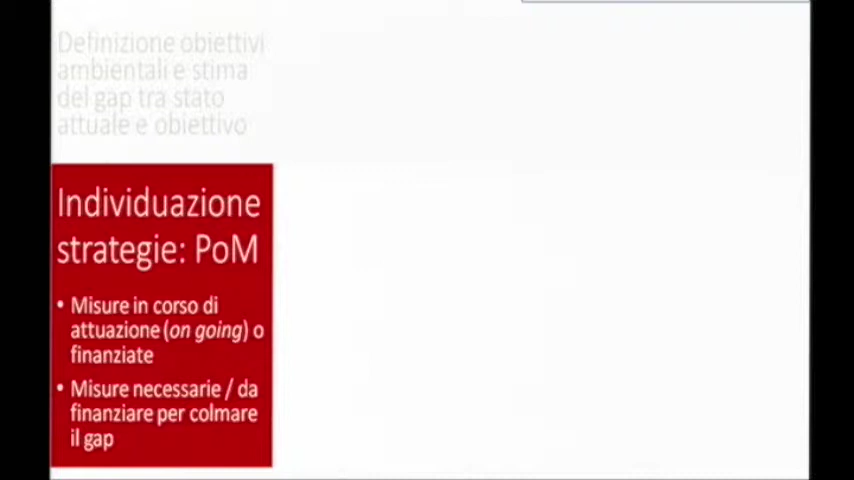 Definizione obiettivi
ambientali e stima
del gap tra stato
attuale e obiettivo
Individuazione
strategie: PoM
• Misure in corso di
attuazione (on going) o
finanziate
• Misure necessarie / da
finanziare per colmare
il gap